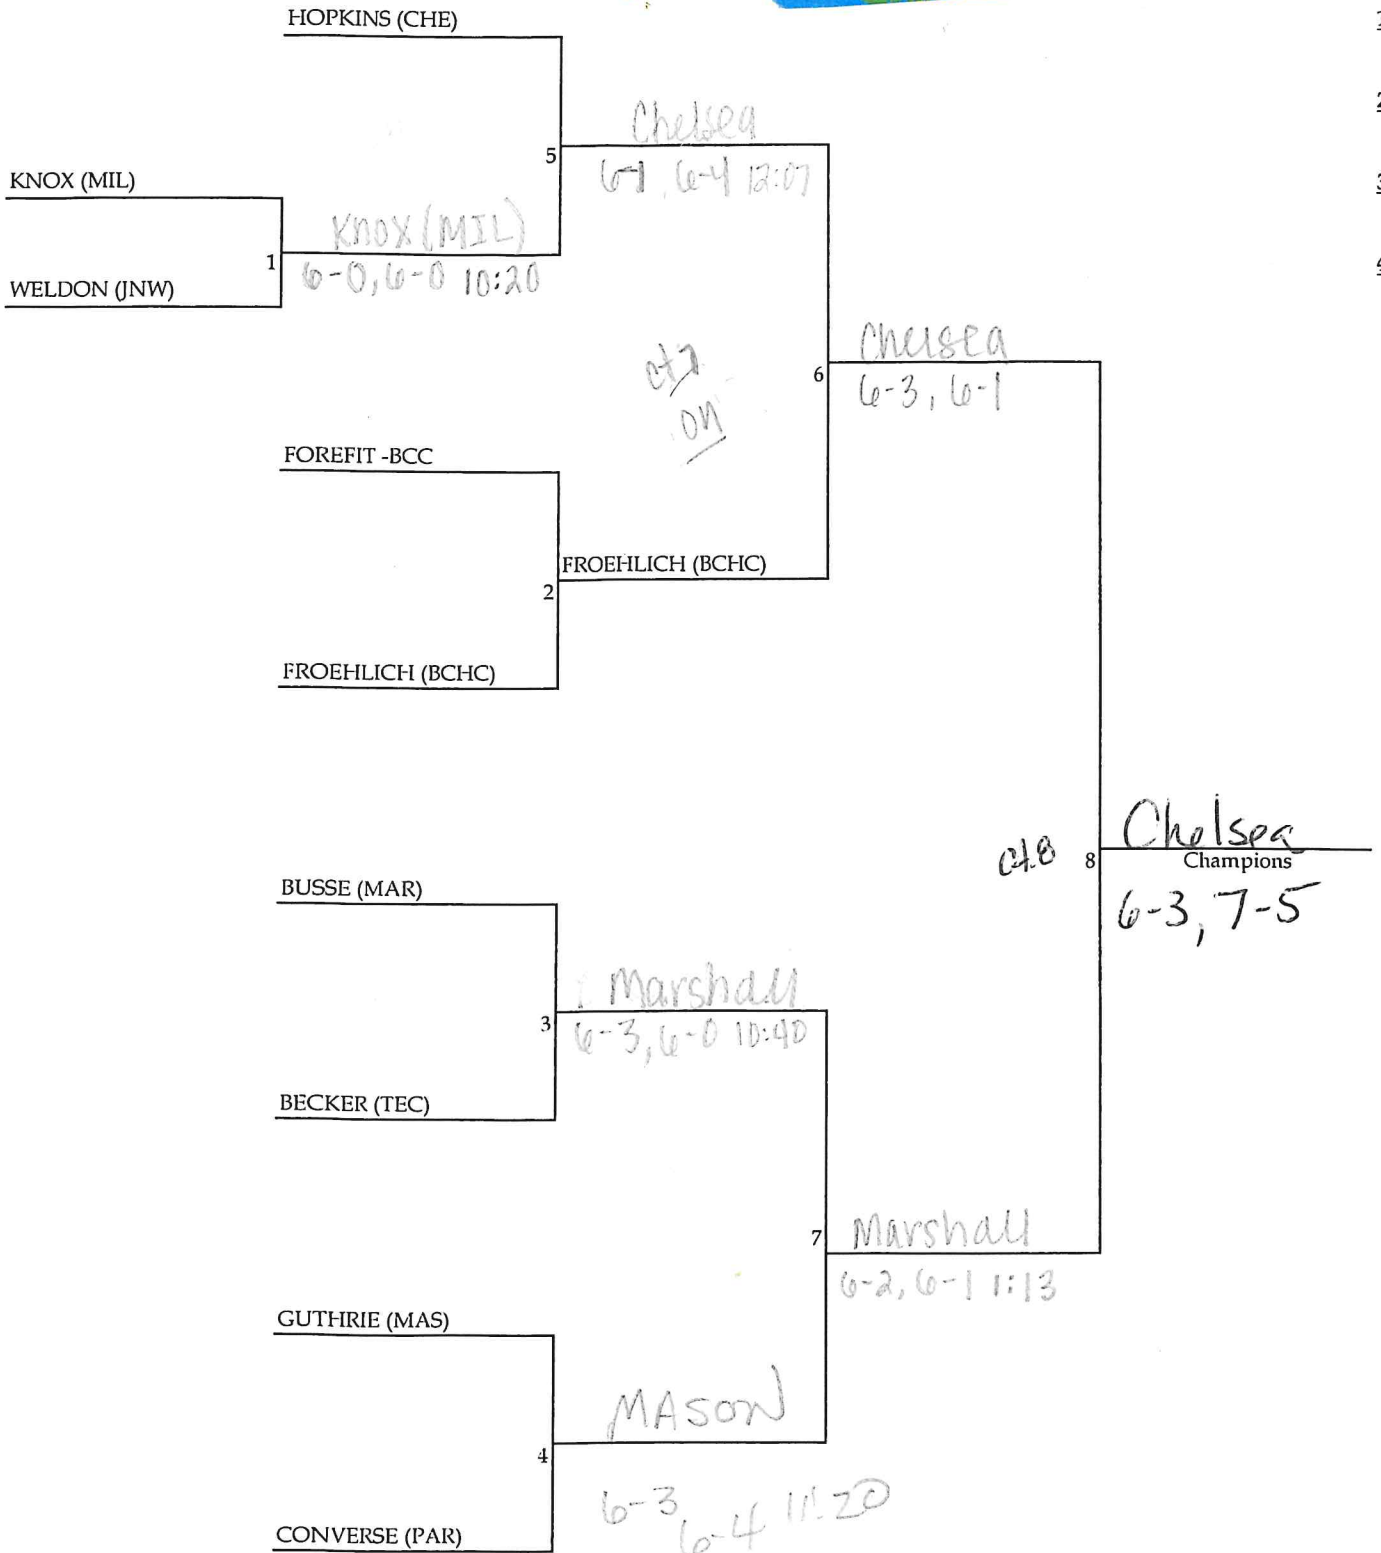 HOPKINS (CHE)
Chelsea
5
6-1, 6-4 12:07
KNOX (MIL)
Knox (MIL)
1
6-0, 6-0 10:20
WELDON (JNW)
Chelsea
6
6-3, 6-1
on
FOREFIT -BCC
FROEHLICH (BCHC)
2
FROEHLICH (BCHC)
Chelsea
ct.8
8
Champions
6-3, 7-5
BUSSE (MAR)
Marshall
3
6-3, 6-0 10:40
BECKER (TEC)
Marshall
7
6-2, 6-1 1:13
GUTHRIE (MAS)
MASON
4
6-3
6-4 11:20
CONVERSE (PAR)